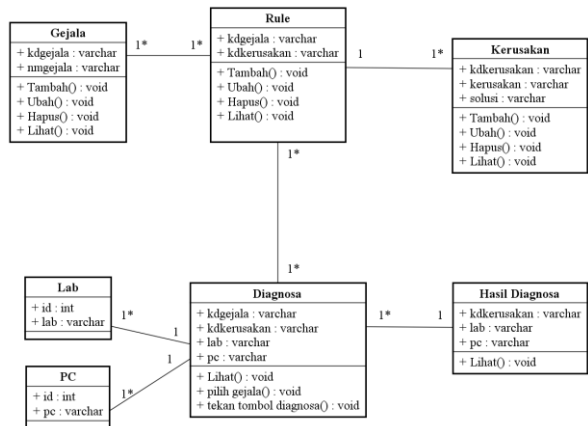 Gejala
+ kdgejala : varchar
+ nmgejala : varchar
+ Tambah() : void
+ Ubah() : void
+ Hapus() : void
+ Lihat() : void
1*
1*
Rule
+ kdgejala : varchar
+ kdkerusakan : varchar
+ Tambah() : void
+ Ubah() : void
+ Hapus() : void
+ Lihat() : void
1
1*
Kerusakan
+ kdkerusakan : varchar
+ kerusakan : varchar
+ solusi : varchar
+ Tambah() : void
+ Ubah() : void
+ Hapus() : void
+ Lihat() : void
1*
1*
Lab
+ id : int
+ lab : varchar
1*
1
PC
+ id : int
+ pc : varchar
1*
1
Diagnosa
+ kdgejala : varchar
+ kdkerusakan : varchar
+ lab : varchar
+ pc : varchar
+ Lihat() : void
+ pilih gejala() : void
+ tekan tombol diagnosa() : void
1*
1
Hasil Diagnosa
+ kdkerusakan : varchar
+ lab : varchar
+ pc : varchar
+ Lihat() : void